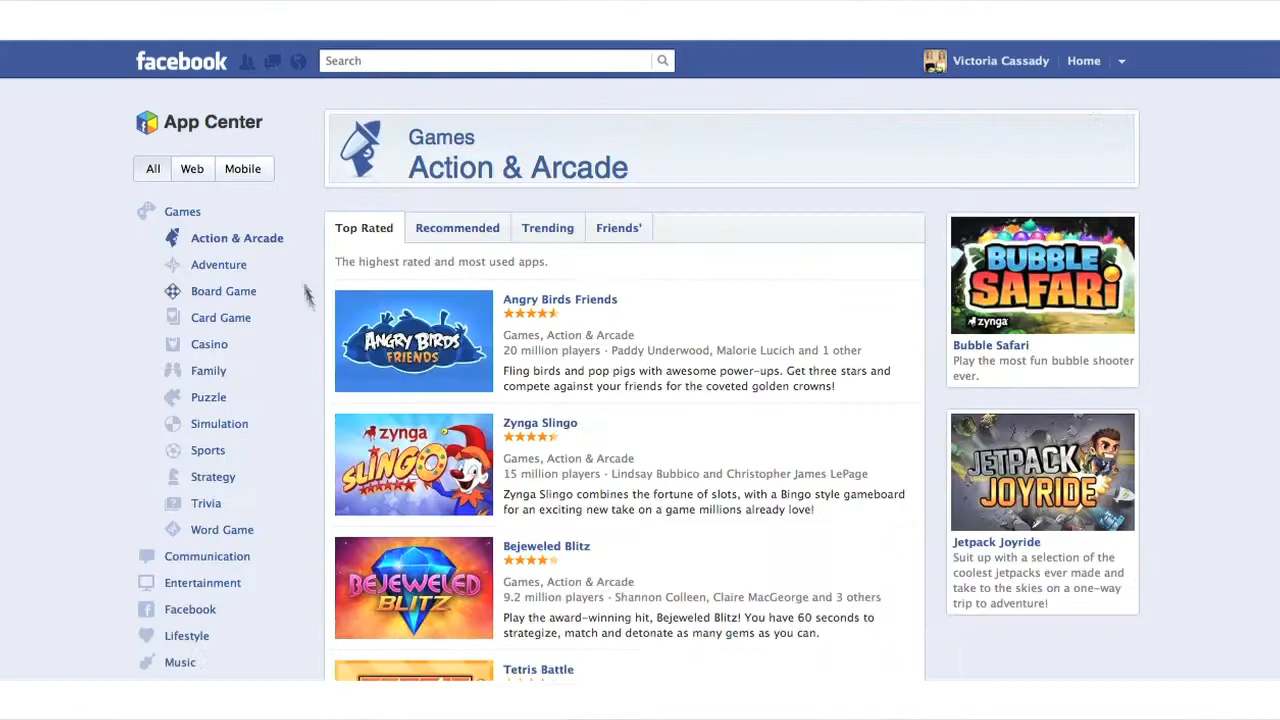 facebook
Search
Victoria Cassady
Home
App Center
All
Web
Mobile
Games
Action & Arcade
Adventure
Board Game
Card Game
Casino
Family
Puzzle
Simulation
Sports
Strategy
Trivia
Word Game
Communication
Entertainment
Facebook
Lifestyle
Music
Games
Action & Arcade
Top Rated
Recommended
Trending
Friends'
The highest rated and most used apps.
ANGRY BIRDS
FRIENDS
Angry Birds Friends
Games, Action & Arcade
20 million players · Paddy Underwood, Malorie Lucich and 1 other
Fling birds and pop pigs with awesome power-ups. Get three stars and
compete against your friends for the coveted golden crowns!
zynga
SLINGO
Zynga Slingo
Games, Action & Arcade
15 million players · Lindsay Bubbico and Christopher James LePage
Zynga Slingo combines the fortune of slots, with a Bingo style gameboard
for an exciting new take on a game millions already love!
BEJEWELED
BLITZ
Bejeweled Blitz
Games, Action & Arcade
9.2 million players · Shannon Colleen, Claire MacGeorge and 3 others
Play the award-winning hit, Bejeweled Blitz! You have 60 seconds to
strategize, match and detonate as many gems as you can.
Tetris Battle
BUBBLE
SAFARI
zynga
Bubble Safari
Play the most fun bubble shooter
ever.
JETPACK
JOYRIDE
Jetpack Joyride
Suit up with a selection of the
coolest jetpacks ever made and
take to the skies on a one-way
trip to adventure!